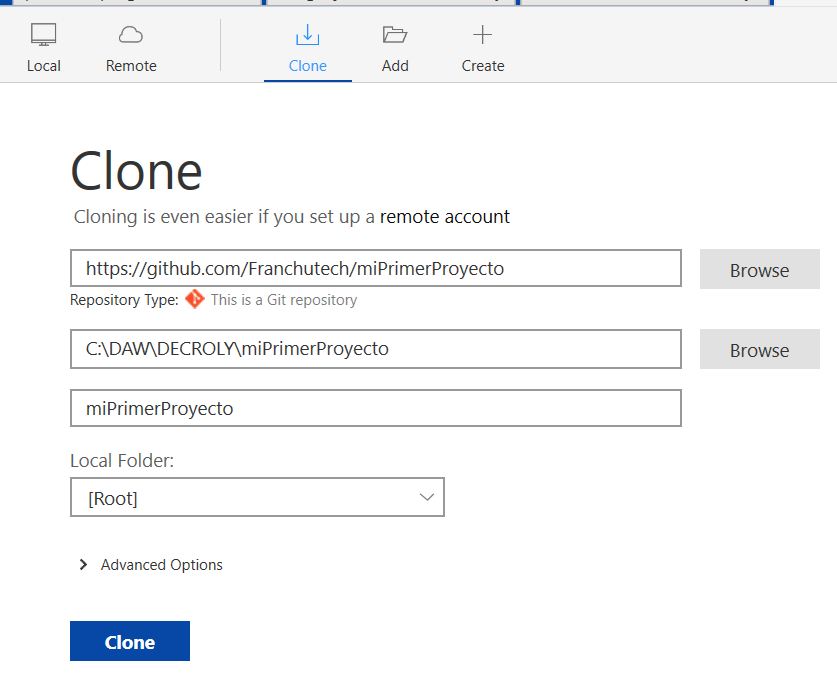 Local Remote Clone Add Create
Clone
Cloning is even easier if you set up a remote account
https://github.com/Franchutech/miPrimerProyecto Browse
Repository Type: This is a Git repository
C:\DAW\DECROLY\miPrimerProyecto Browse
miPrimerProyecto
Local Folder:
[Root]
Advanced Options
Clone